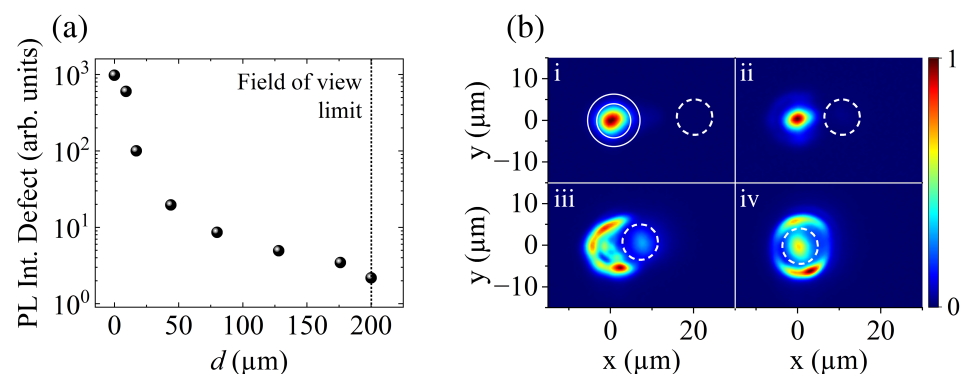 (a)
PL Int. Defect (arb. units)
10³
10²
10¹
10⁰
Field of view
limit
0 50 100 150 200
d (µm)
(b)
i
ii
iii
iv
y (µm)
10
0
−10
y (µm)
10
0
−10
0 20
0 20
x (µm)
x (µm)
1
0